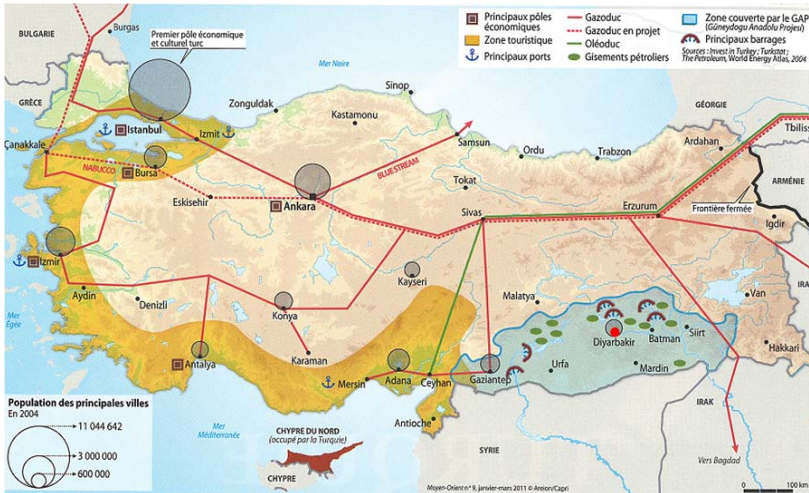 BULGARIE
Burgas
Premier pôle économique
et culturel turc
Mer Noire
Principaux pôles
économiques
Zone touristique
Principaux ports
Gazoduc
Gazoduc en projet
Oléoduc
Gisements pétroliers
Zone couverte par le GAP
(Güneydogu Anadolu Projesi)
Principaux barrages
Sources : Invest in Turkey ; Turkstat ;
The Petroleum, World Energy Atlas, 2004
GRÈCE
Istanbul
Izmit
Zonguldak
Kastamonu
Sinop
Samsun
Ordu
Trabzon
GÉORGIE
Ardahan
Tbiliss
Çanakkale
NABUCCO
Bursa
Eskisehir
Ankara
BLUE STREAM
Tokat
Sivas
Erzurum
ARMÉNIE
Frontière fermée
Igdir
IRA
Izmir
Aydin
Denizli
Konya
Kayseri
Malatya
Van
Mer
Égée
Antalya
Karaman
Mersin
Adana
Ceyhan
Gaziantep
Urfa
Diyarbakir
Batman
Siirt
Mardin
Hakkari
Antioche
Population des principales villes
En 2004
11 044 642
3 000 000
600 000
Mer
Méditerranée
CHYPRE DU NORD
(occupé par la Turquie)
CHYPRE
SYRIE
IRAK
Vers Bagdad
Moyen-Orient n° 9, janvier-mars 2011 © Areion/Capri
0
100 km